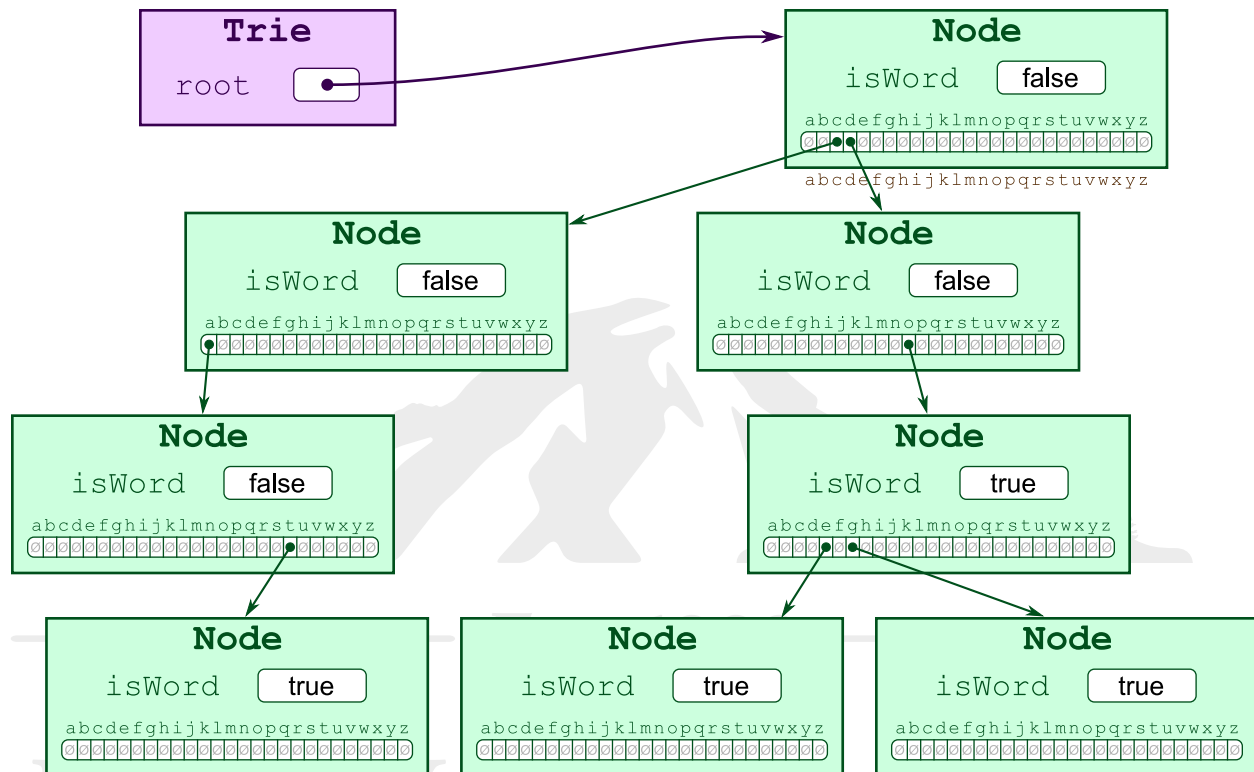 Trie
root
Node
isWord false
abcdefghijklmnopqrstuvwxyz
∅∅∅∅∅∅∅∅∅∅∅∅∅∅∅∅∅∅∅∅∅∅∅∅
abcdefghijklmnopqrstuvwxyz
Node
isWord false
abcdefghijklmnopqrstuvwxyz
∅∅∅∅∅∅∅∅∅∅∅∅∅∅∅∅∅∅∅∅∅∅∅∅∅
Node
isWord false
abcdefghijklmnopqrstuvwxyz
∅∅∅∅∅∅∅∅∅∅∅∅∅∅∅∅∅∅∅∅∅∅∅∅∅
Node
isWord false
abcdefghijklmnopqrstuvwxyz
∅∅∅∅∅∅∅∅∅∅∅∅∅∅∅∅∅∅∅∅∅∅∅∅∅
Node
isWord true
abcdefghijklmnopqrstuvwxyz
∅∅∅∅∅∅∅∅∅∅∅∅∅∅∅∅∅∅∅∅∅∅∅∅
Node
isWord true
abcdefghijklmnopqrstuvwxyz
∅∅∅∅∅∅∅∅∅∅∅∅∅∅∅∅∅∅∅∅∅∅∅∅∅∅
Node
isWord true
abcdefghijklmnopqrstuvwxyz
∅∅∅∅∅∅∅∅∅∅∅∅∅∅∅∅∅∅∅∅∅∅∅∅∅∅
Node
isWord true
abcdefghijklmnopqrstuvwxyz
∅∅∅∅∅∅∅∅∅∅∅∅∅∅∅∅∅∅∅∅∅∅∅∅∅∅